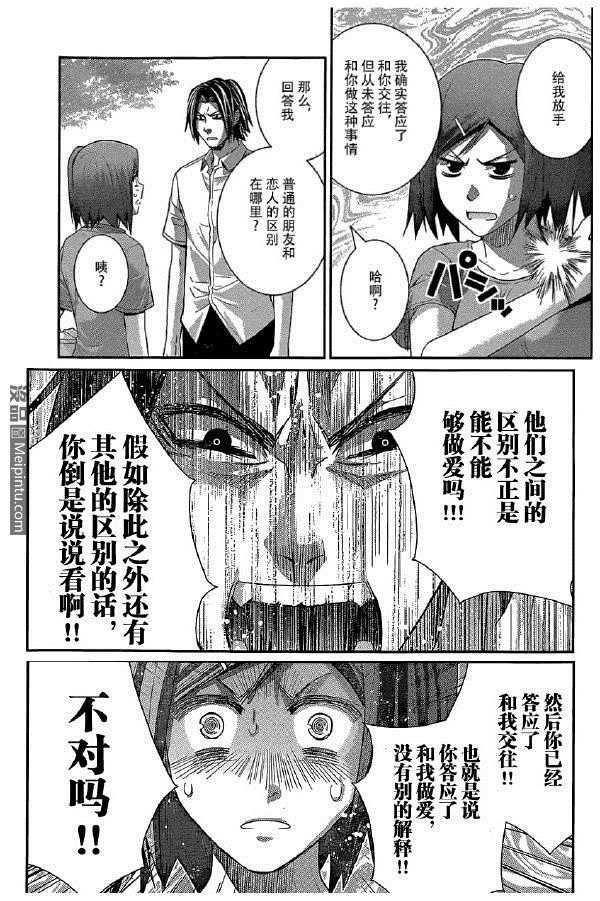 给我放手
我确实答应了
和你交往，
但从未答应
和你做这种事情
哈啊？
パシッ
那么，
回答我
普通的朋友和
恋人的区别
在哪里？
咦？
他们之间的
区别不正是
能不能
够做爱吗!!!
假如除此之外还有
其他的区别的话，
你倒是说说看啊!!
然后你已经
答应了
和我交往!!
也就是说
你答应了
和我做爱，
没有别的解释!!
不对吗!!
漫品图 Meipintu.com